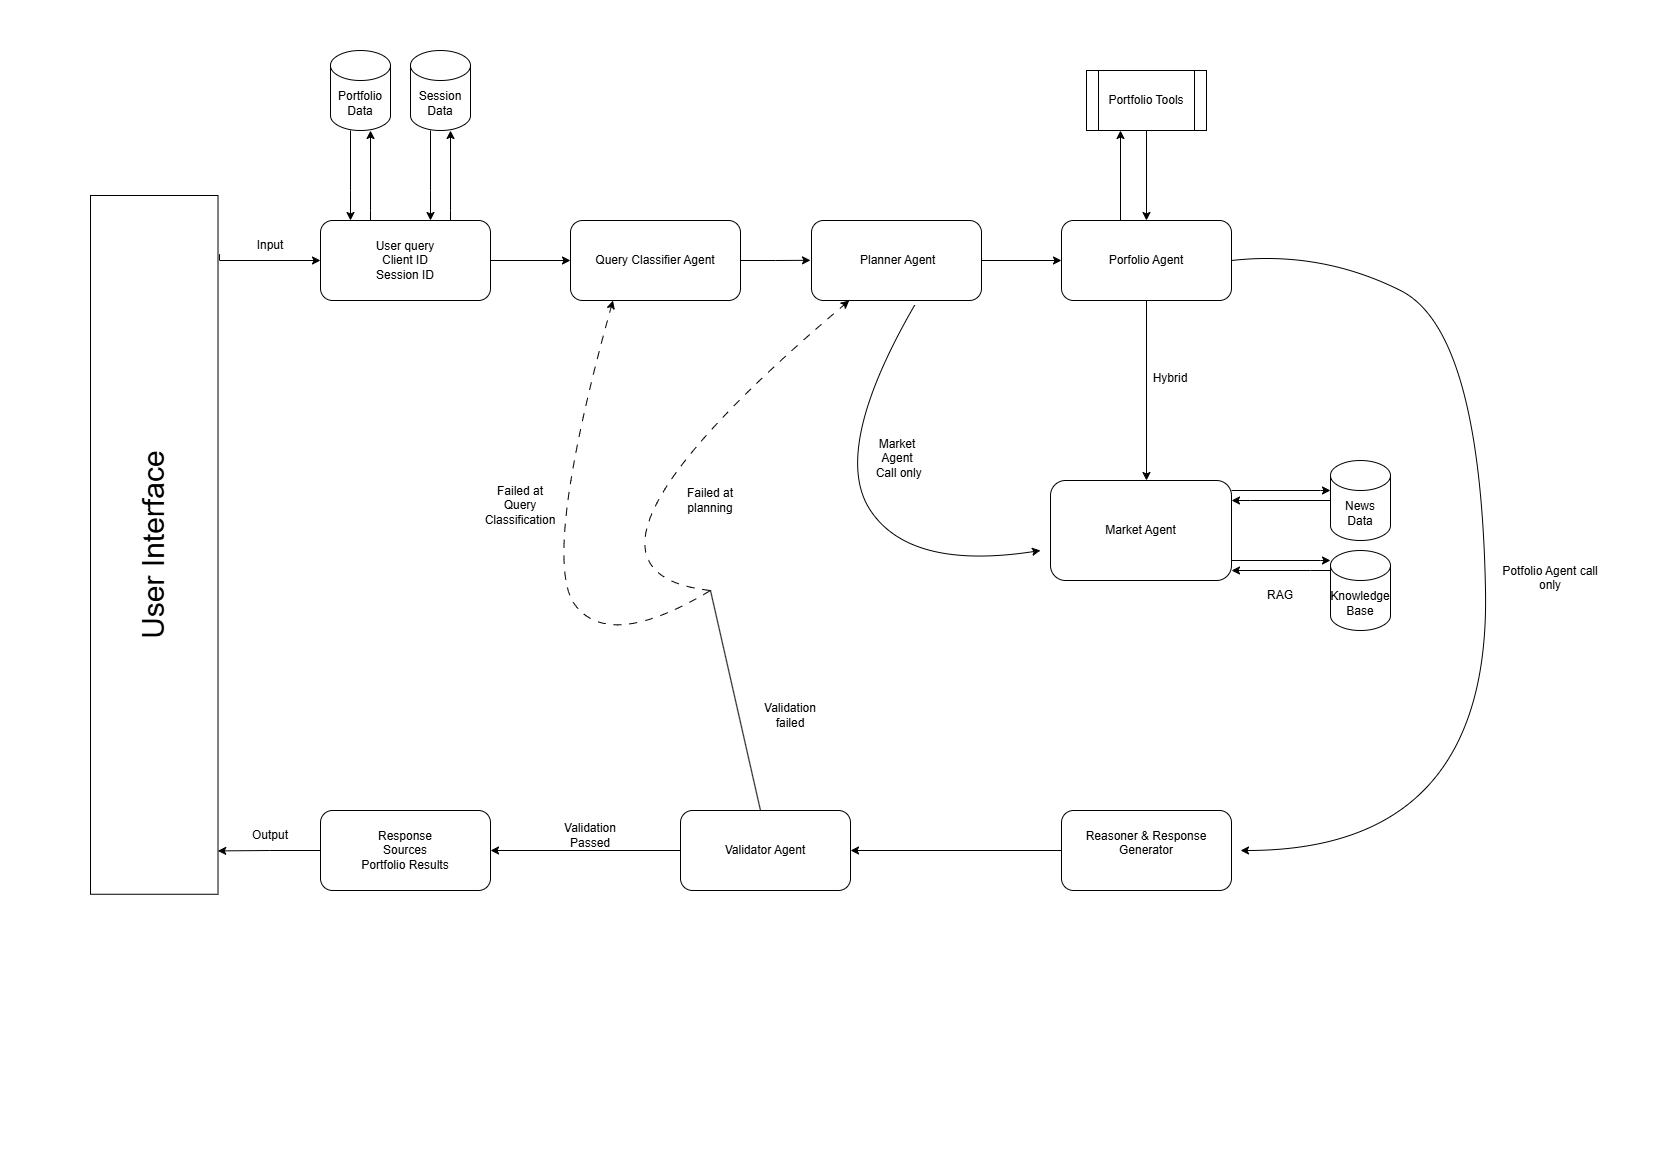 Portfolio
Data
Session
Data
Portfolio Tools
Input
User query
Client ID
Session ID
Query Classifier Agent
Planner Agent
Porfolio Agent
Hybrid
Market
Agent
Call only
Failed at
Query
Classification
Failed at
planning
User Interface
Market Agent
News
Data
RAG
Knowledge
Base
Potfolio Agent call
only
Validation
failed
Output
Response
Sources
Portfolio Results
Validation
Passed
Validator Agent
Reasoner & Response
Generator